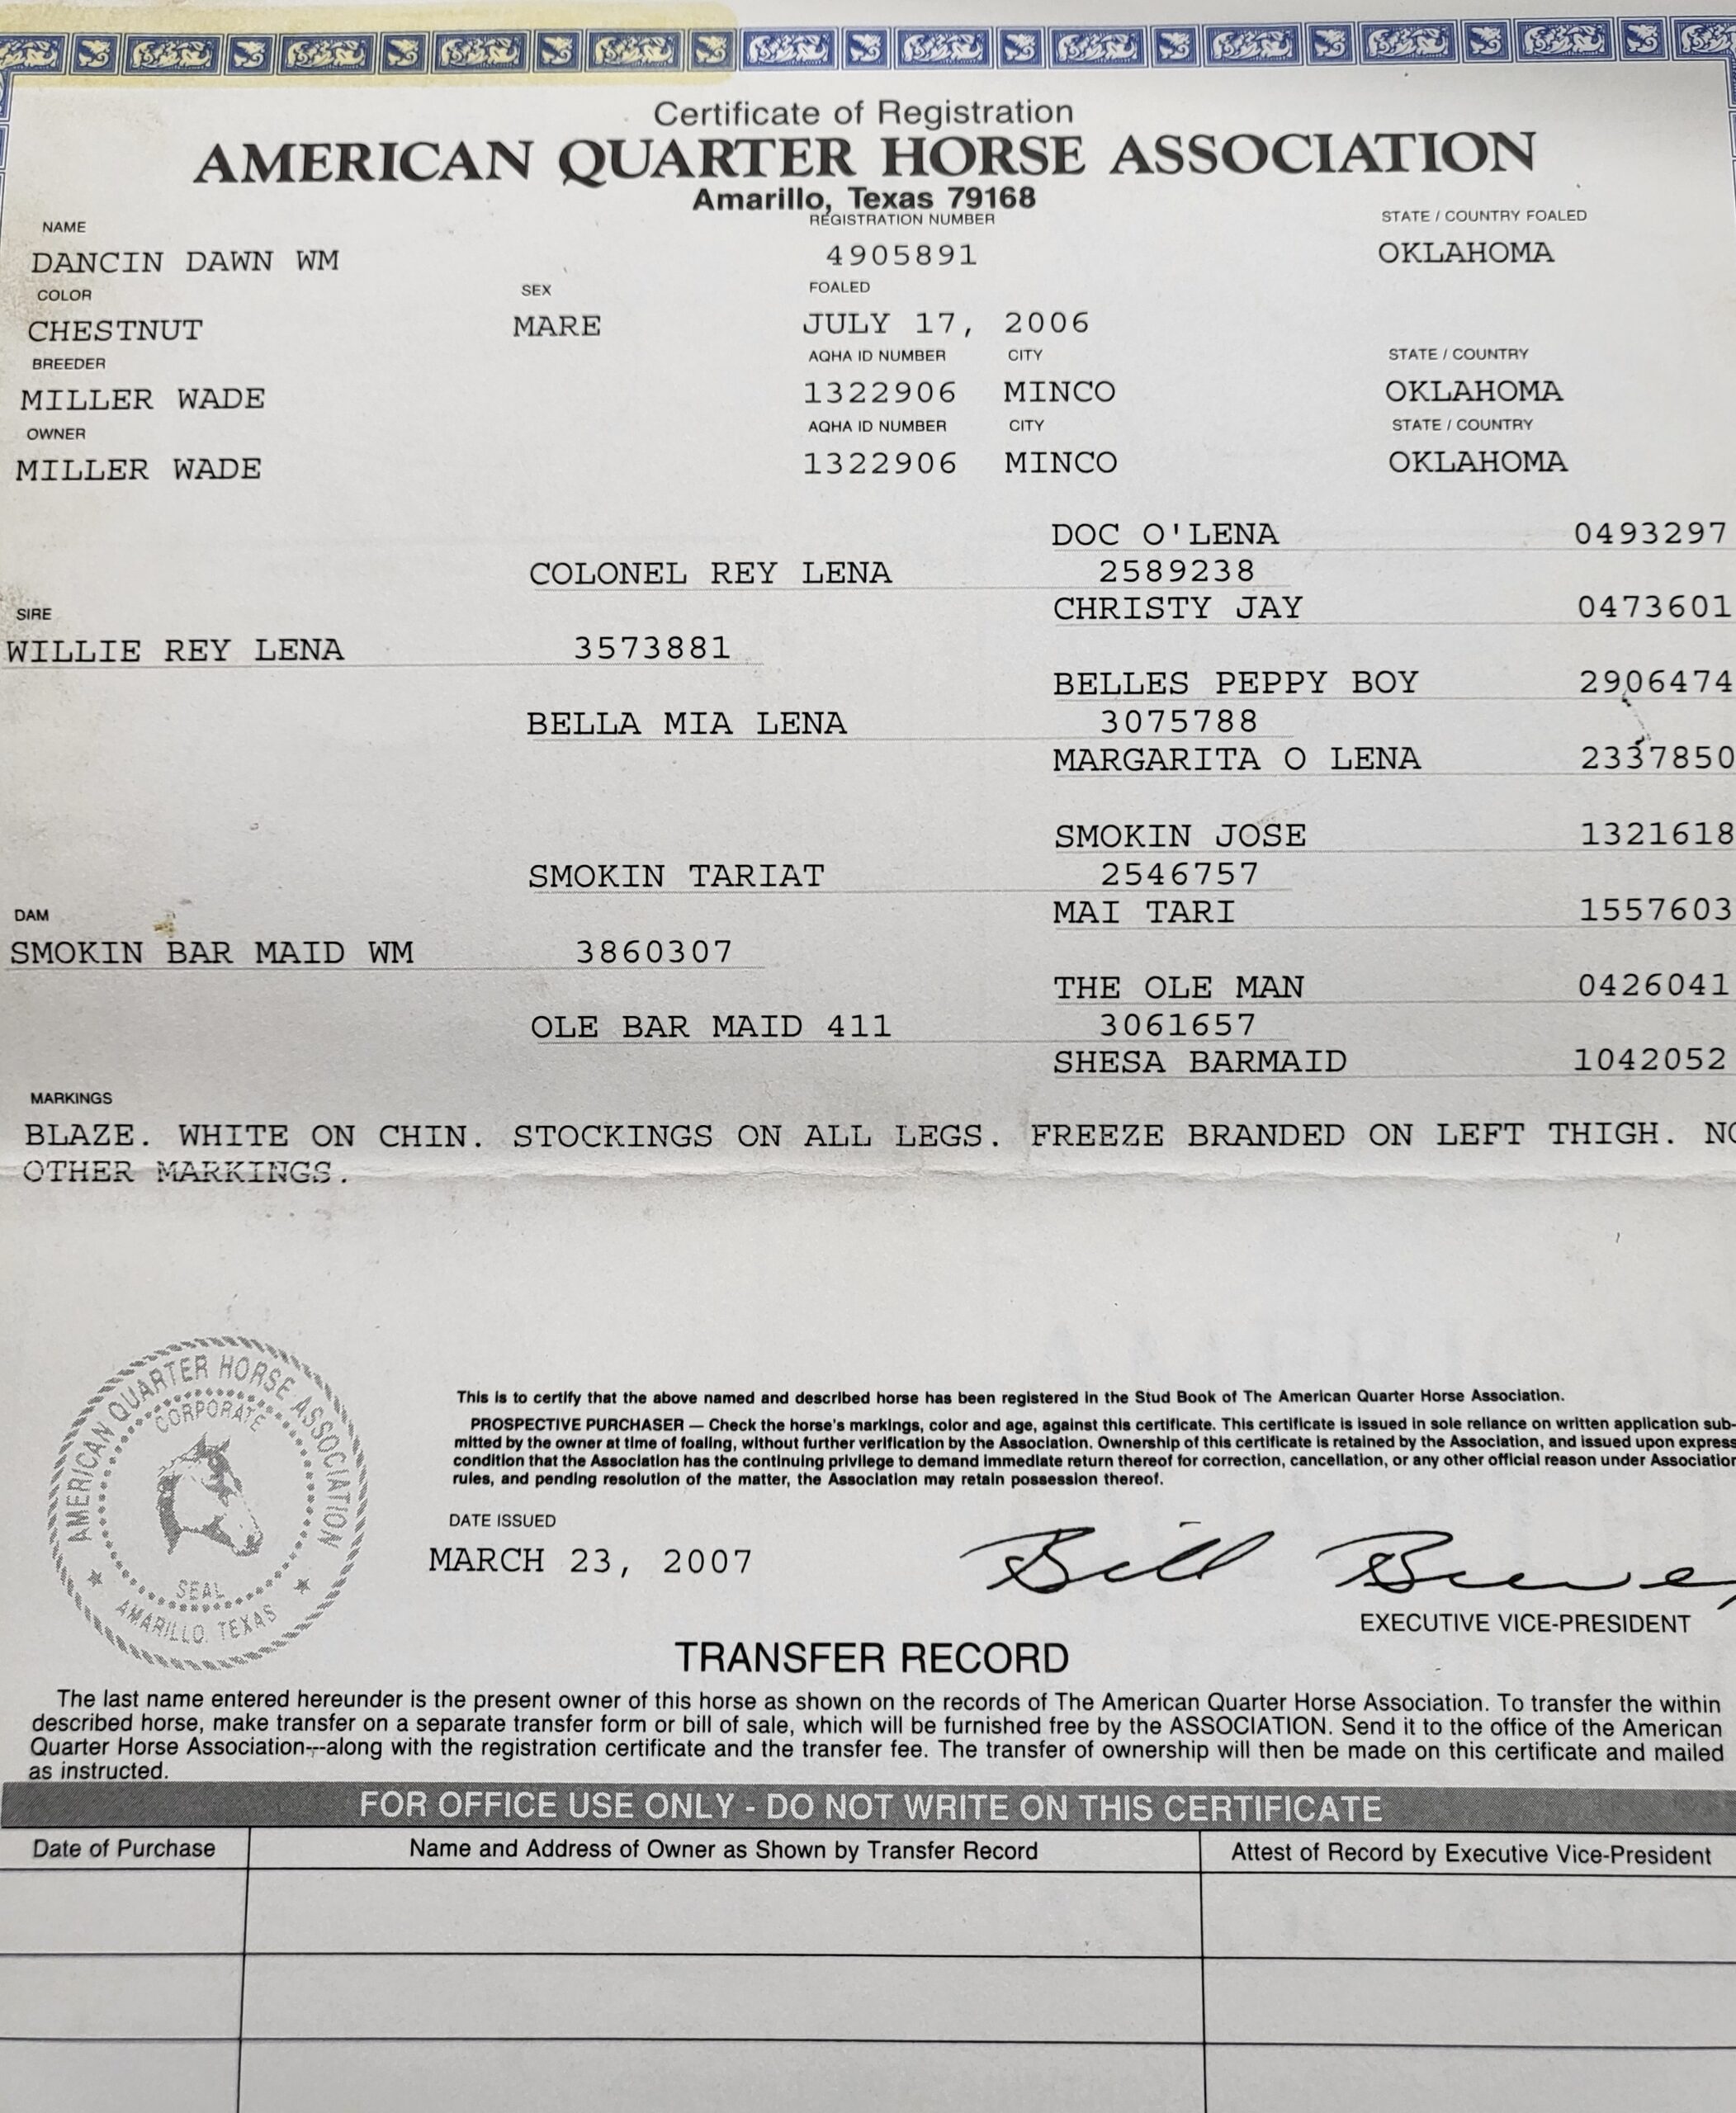 Certificate of Registration
AMERICAN QUARTER HORSE ASSOCIATION
Amarillo, Texas 79168
NAME REGISTRATION NUMBER STATE / COUNTRY FOALED
DANCIN DAWN WM 4905891 OKLAHOMA
COLOR SEX FOALED
CHESTNUT MARE JULY 17, 2006
BREEDER AQHA ID NUMBER CITY STATE / COUNTRY
MILLER WADE 1322906 MINCO OKLAHOMA
OWNER AQHA ID NUMBER CITY STATE / COUNTRY
MILLER WADE 1322906 MINCO OKLAHOMA
DOC O'LENA 0493297
COLONEL REY LENA 2589238
SIRE CHRISTY JAY 0473601
WILLIE REY LENA 3573881
BELLES PEPPY BOY 2906474
BELLA MIA LENA 3075788
MARGARITA O LENA 2337850
SMOKIN JOSE 1321618
SMOKIN TARIAT 2546757
DAM MAI TARI 1557603
SMOKIN BAR MAID WM 3860307
THE OLE MAN 0426041
OLE BAR MAID 411 3061657
SHESA BARMAID 1042052
MARKINGS
BLAZE. WHITE ON CHIN. STOCKINGS ON ALL LEGS. FREEZE BRANDED ON LEFT THIGH. NO
OTHER MARKINGS.
AMERICAN QUARTER HORSE ASSOCIATION
CORPORATE
SEAL
AMARILLO, TEXAS
This is to certify that the above named and described horse has been registered in the Stud Book of The American Quarter Horse Association.
PROSPECTIVE PURCHASER — Check the horse's markings, color and age, against this certificate. This certificate is issued in sole reliance on written application sub-
mitted by the owner at time of foaling, without further verification by the Association. Ownership of this certificate is retained by the Association, and issued upon express
condition that the Association has the continuing privilege to demand immediate return thereof for correction, cancellation, or any other official reason under Association
rules, and pending resolution of the matter, the Association may retain possession thereof.
DATE ISSUED
MARCH 23, 2007
Bill
EXECUTIVE VICE-PRESIDENT
TRANSFER RECORD
The last name entered hereunder is the present owner of this horse as shown on the records of The American Quarter Horse Association. To transfer the within
described horse, make transfer on a separate transfer form or bill of sale, which will be furnished free by the ASSOCIATION. Send it to the office of the American
Quarter Horse Association---along with the registration certificate and the transfer fee. The transfer of ownership will then be made on this certificate and mailed
as instructed.
FOR OFFICE USE ONLY - DO NOT WRITE ON THIS CERTIFICATE
Date of Purchase Name and Address of Owner as Shown by Transfer Record Attest of Record by Executive Vice-President